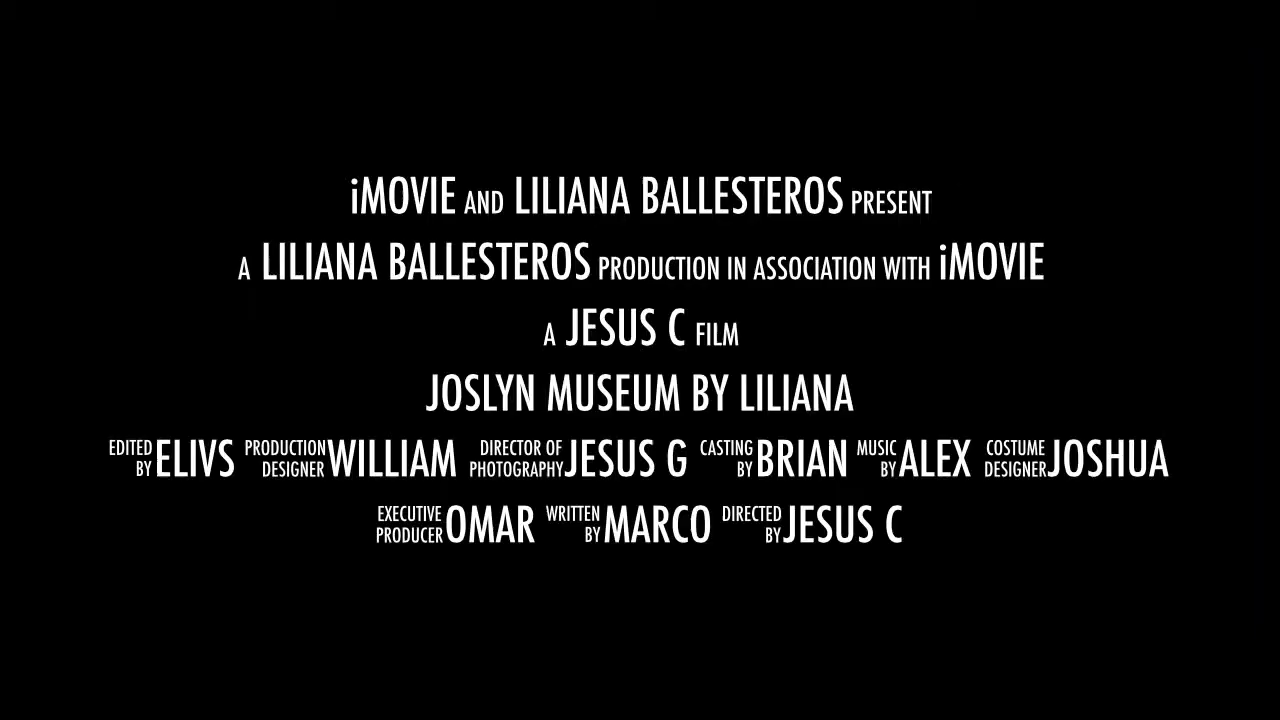 iMOVIE AND LILIANA BALLESTEROS PRESENT
A LILIANA BALLESTEROS PRODUCTION IN ASSOCIATION WITH iMOVIE
A JESUS C FILM
JOSLYN MUSEUM BY LILIANA
EDITED BY ELIVS PRODUCTION DESIGNER WILLIAM DIRECTOR OF PHOTOGRAPHY JESUS G CASTING BY BRIAN MUSIC BY ALEX COSTUME DESIGNER JOSHUA
EXECUTIVE PRODUCER OMAR WRITTEN BY MARCO DIRECTED BY JESUS C